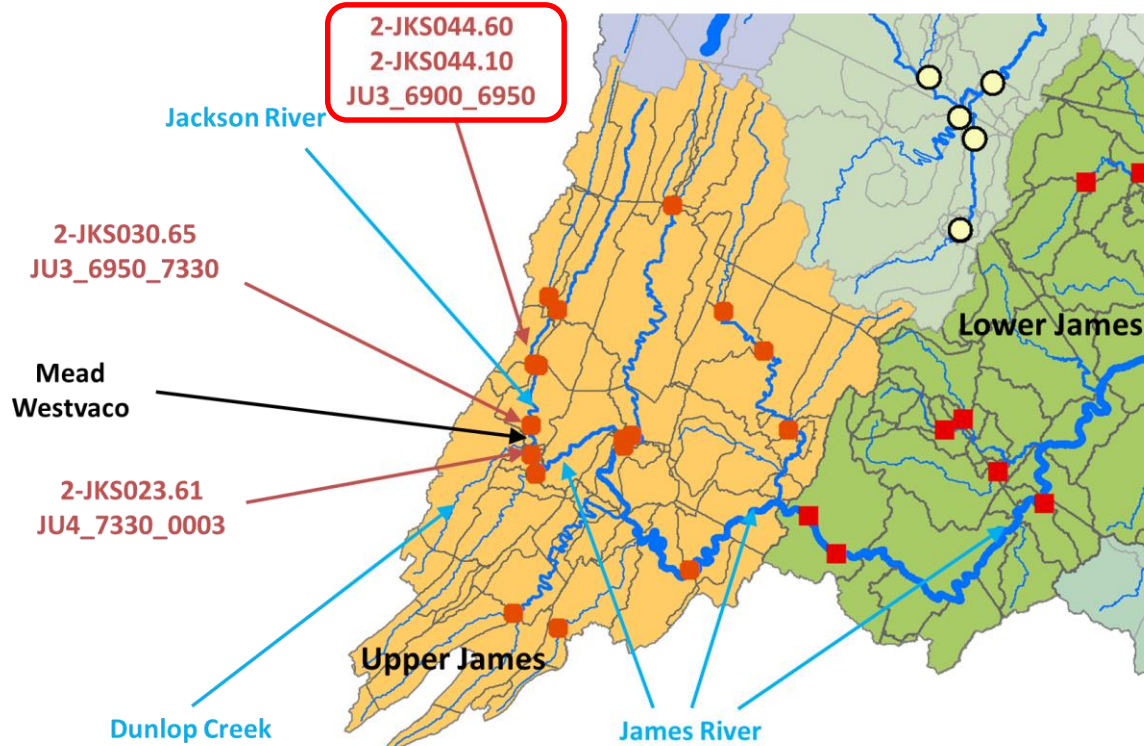 2-JKS044.60
2-JKS044.10
JU3_6900_6950
Jackson River
2-JKS030.65
JU3_6950_7330
Lower James
Mead
Westvaco
2-JKS023.61
JU4_7330_0003
Upper James
Dunlop Creek
James River